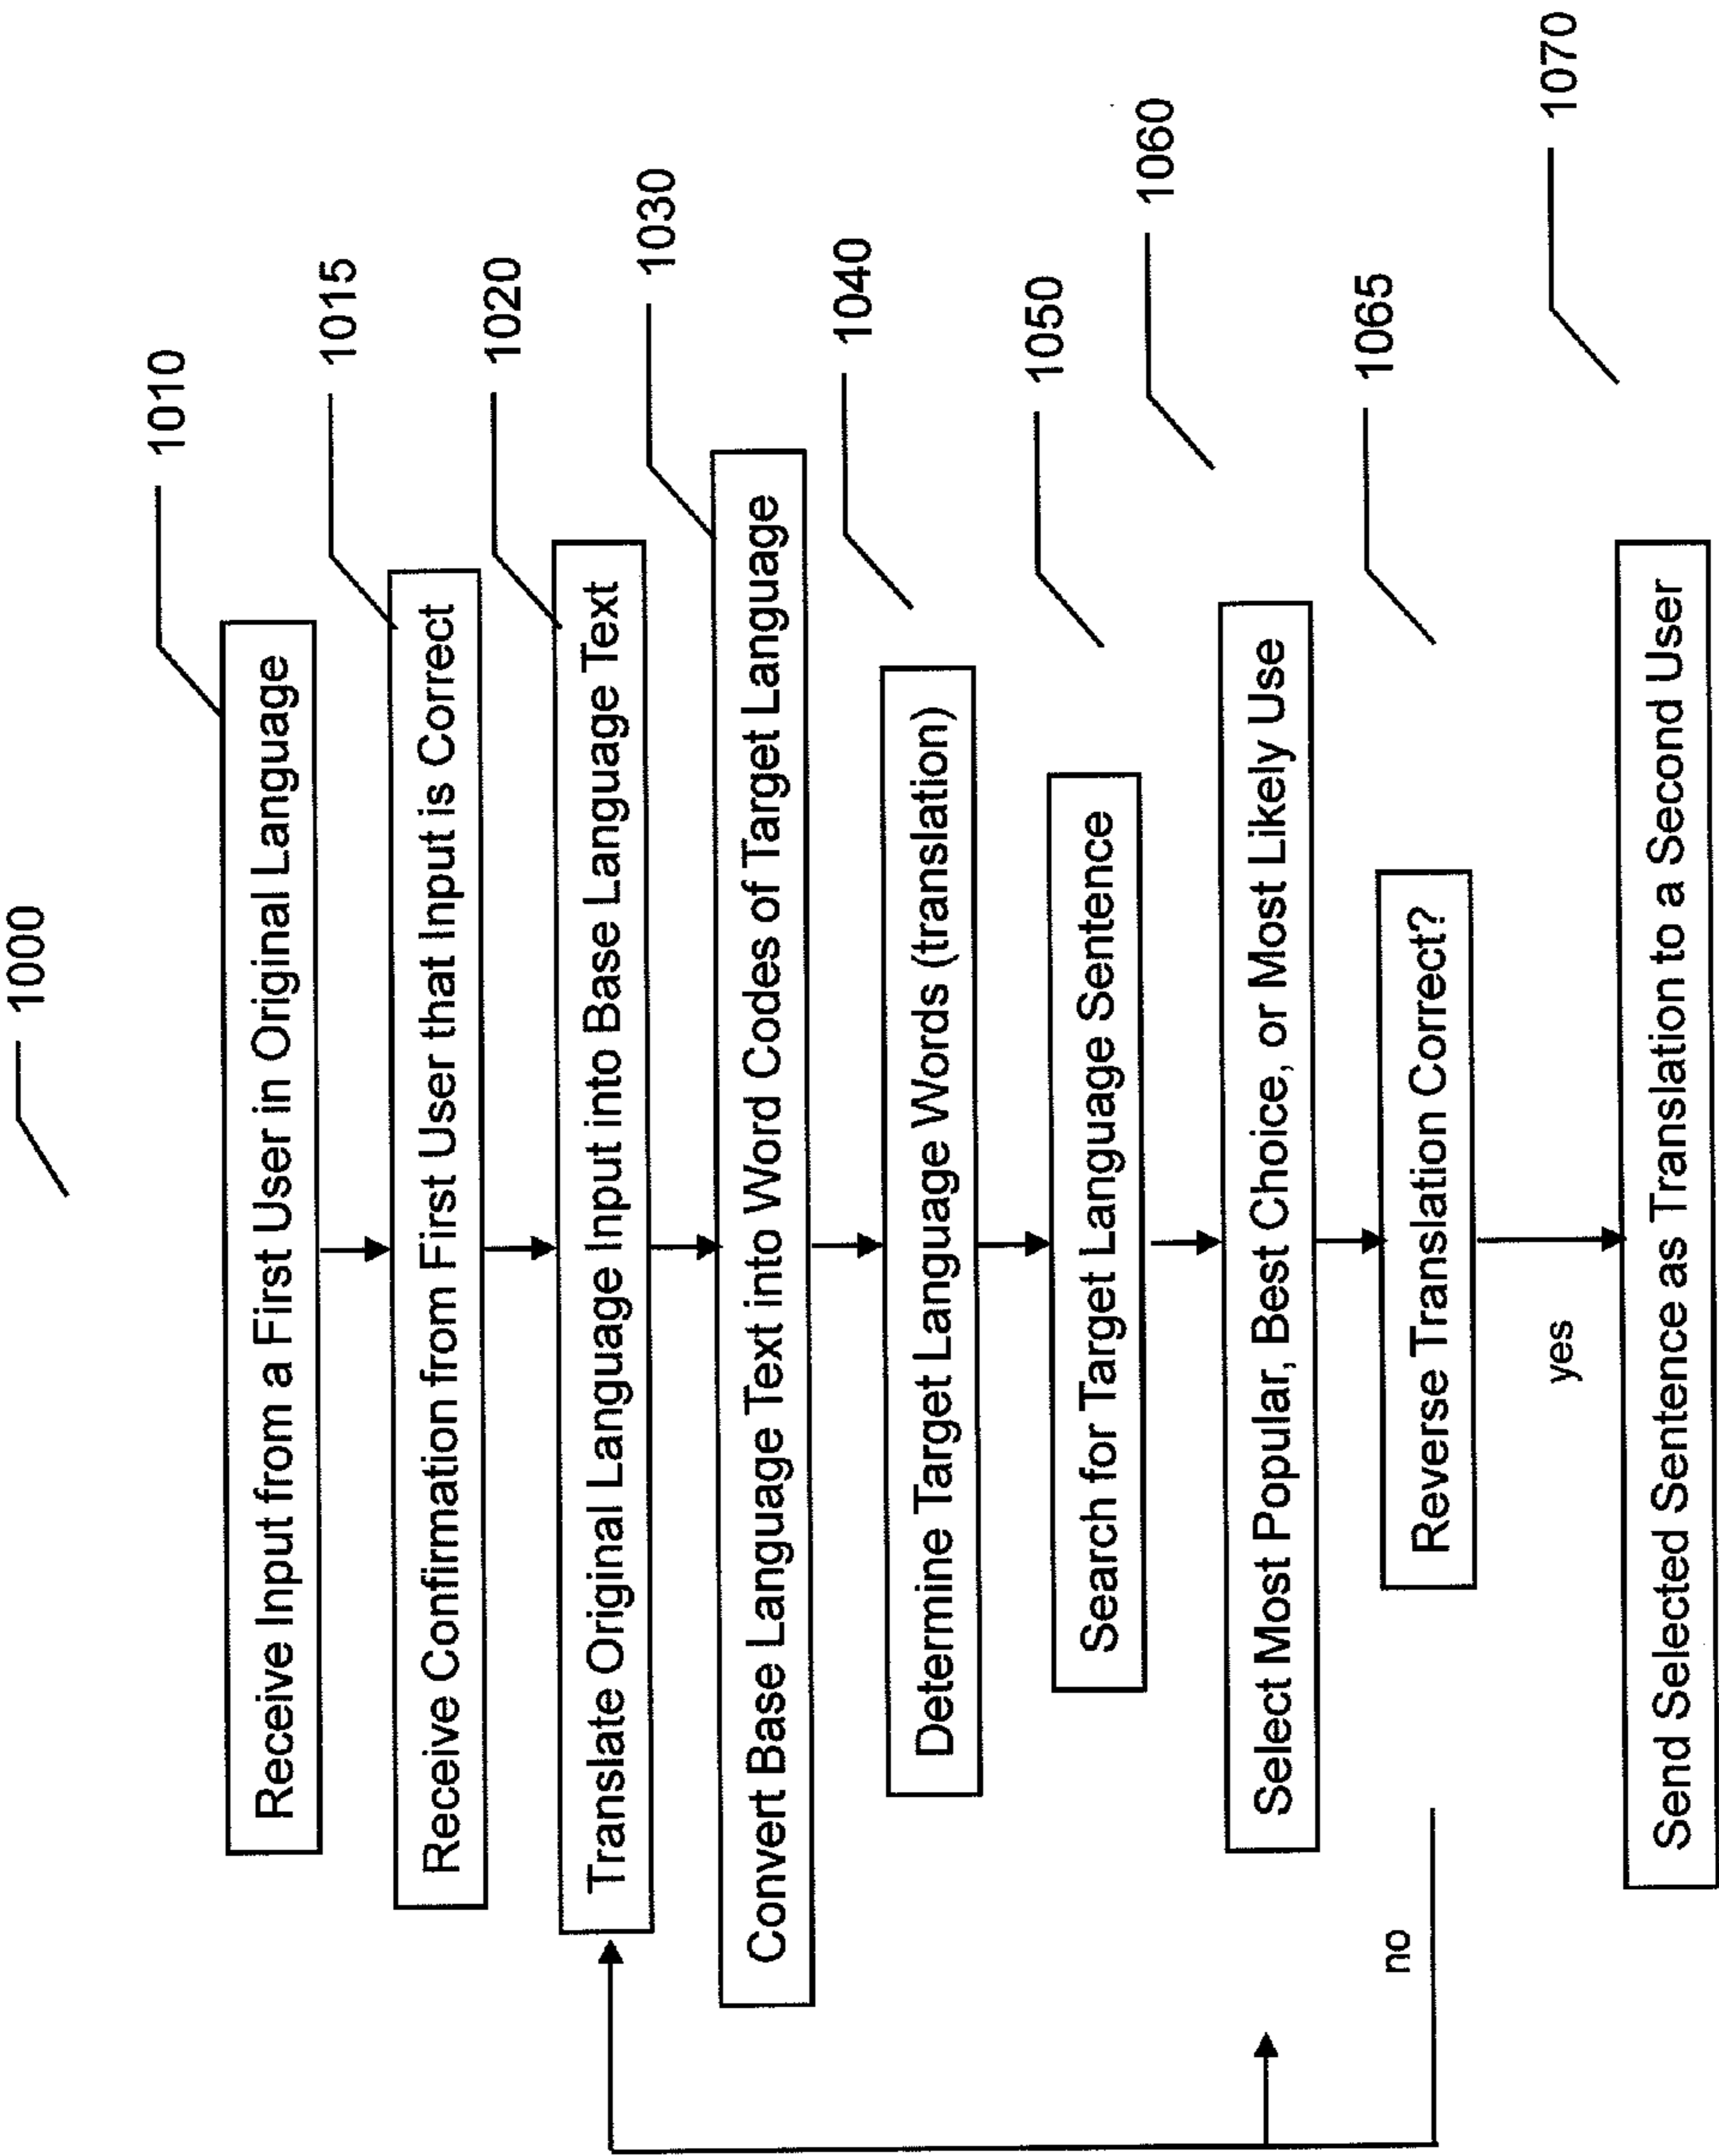 1000
Receive Input from a First User in Original Language
1010
Receive Confirmation from First User that Input is Correct
1015
Translate Original Language Input into Base Language Text
1020
Convert Base Language Text into Word Codes of Target Language
1030
Determine Target Language Words (translation)
1040
Search for Target Language Sentence
1050
Select Most Popular, Best Choice, or Most Likely Use
1060
Reverse Translation Correct?
1065
no
yes
Send Selected Sentence as Translation to a Second User
1070